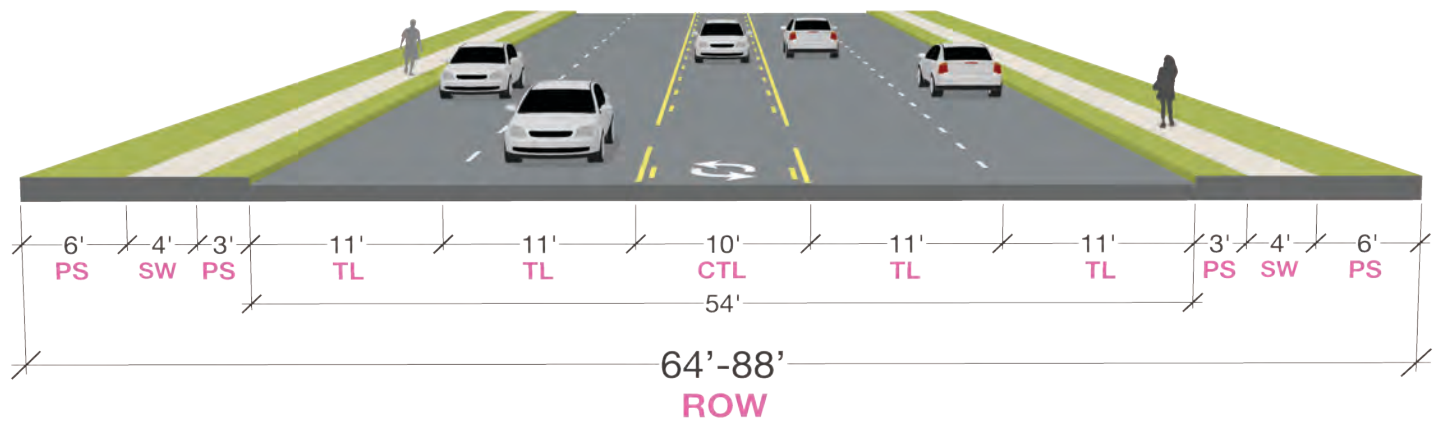 6' 4' 3' 11' 11' 10' 11' 11' 3' 4' 6'
PS SW PS TL TL CTL TL TL PS SW PS
54'
64’-88’
ROW